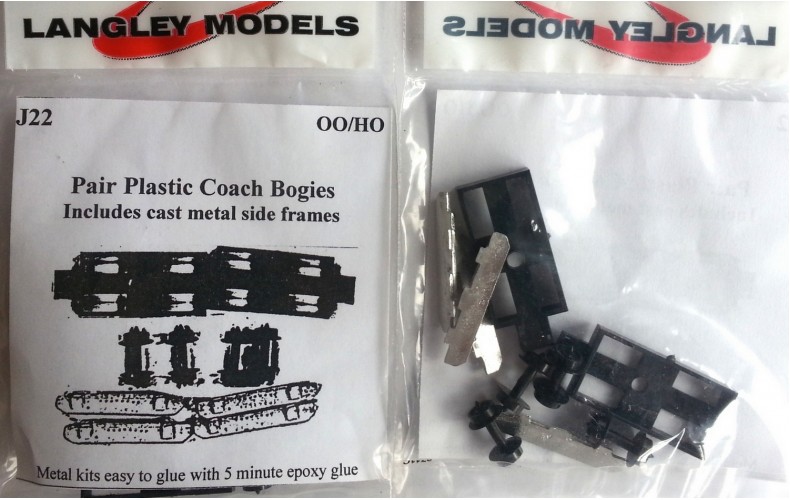 LANGLEY MODELS
J22
OO/HO
Pair Plastic Coach Bogies
Includes cast metal side frames
Metal kits easy to glue with 5 minute epoxy glue
LANGLEY MODELS